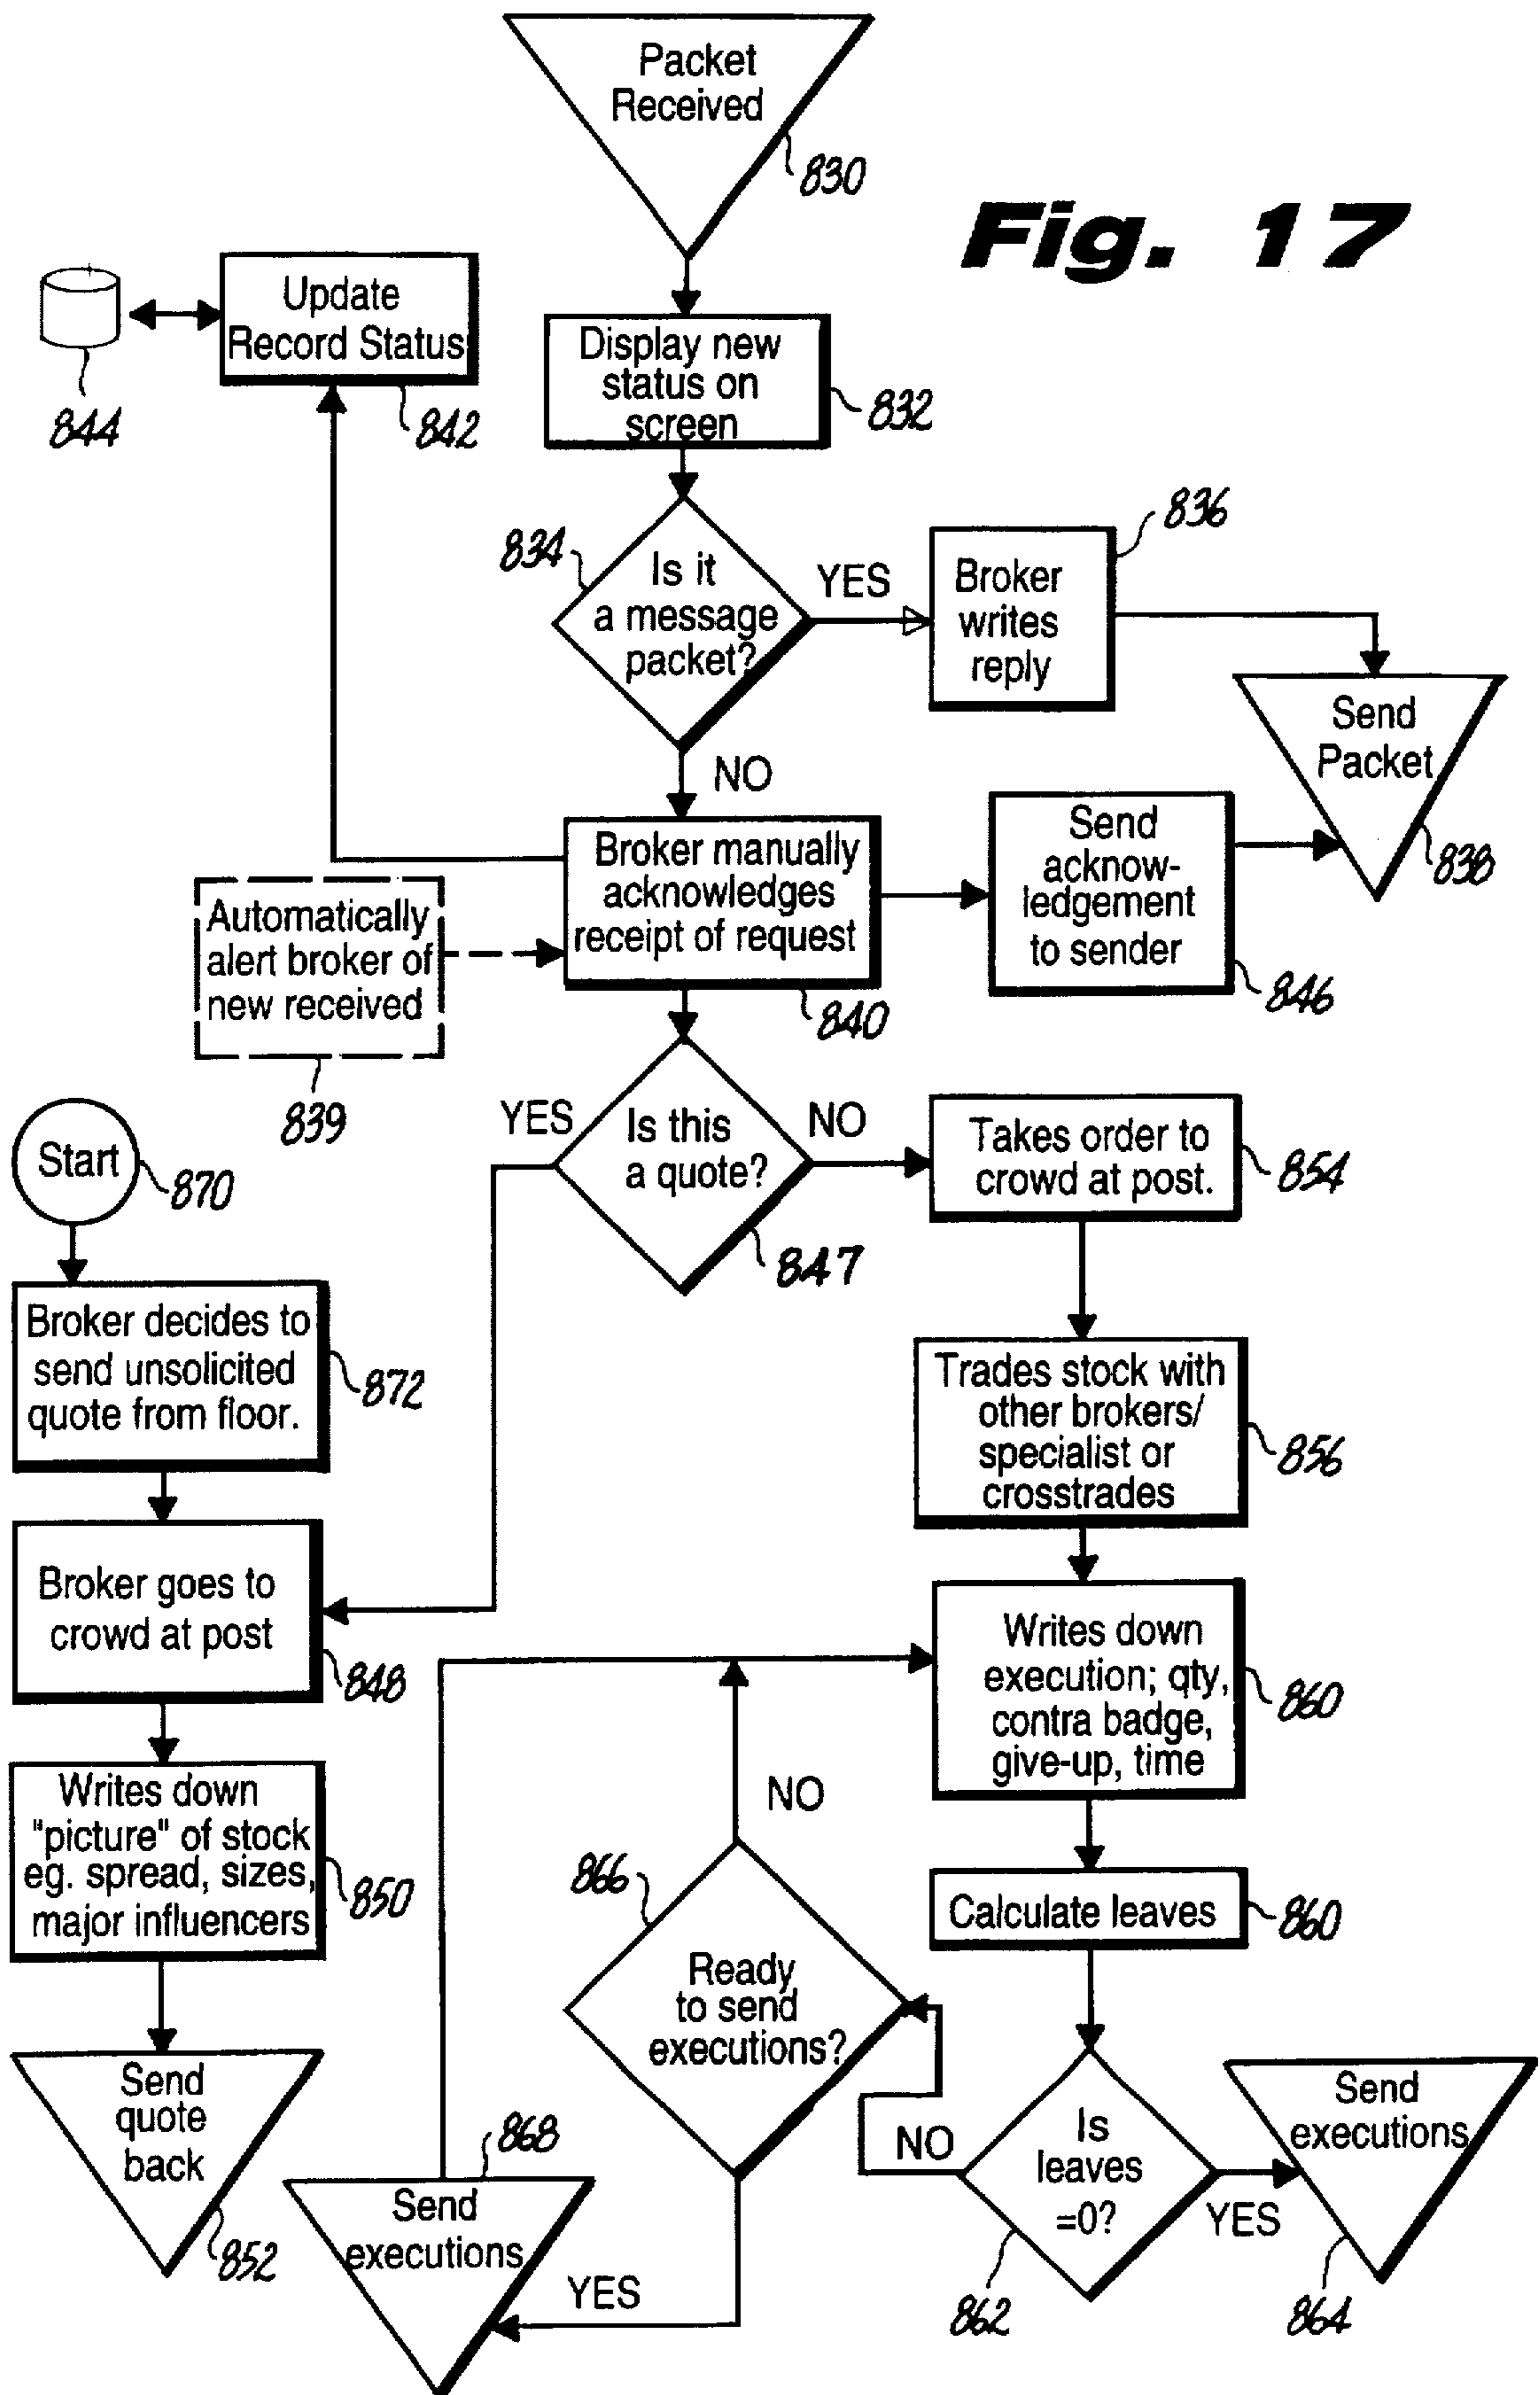 Packet
Received
830
Fig. 17
Update
Record Status
844
842
Display new
status on
screen
832
834
Is it
a message
packet?
YES
836
Broker
writes
reply
Send
Packet
838
NO
Broker manually
acknowledges
receipt of request
840
Send
acknow-
ledgement
to sender
846
Automatically
alert broker of
new received
839
Start
870
YES
Is this
a quote?
NO
847
Takes order to
crowd at post.
854
Broker decides to
send unsolicited
quote from floor.
872
Trades stock with
other brokers/
specialist or
crosstrades
856
Broker goes to
crowd at post
848
Writes down
execution; qty,
contra badge,
give-up, time
860
Writes down
"picture" of stock
eg. spread, sizes,
major influencers
850
NO
866
Ready
to send
executions?
Calculate leaves
860
Send
quote
back
852
868
Send
executions
YES
NO
Is
leaves
=0?
YES
862
Send
executions
864